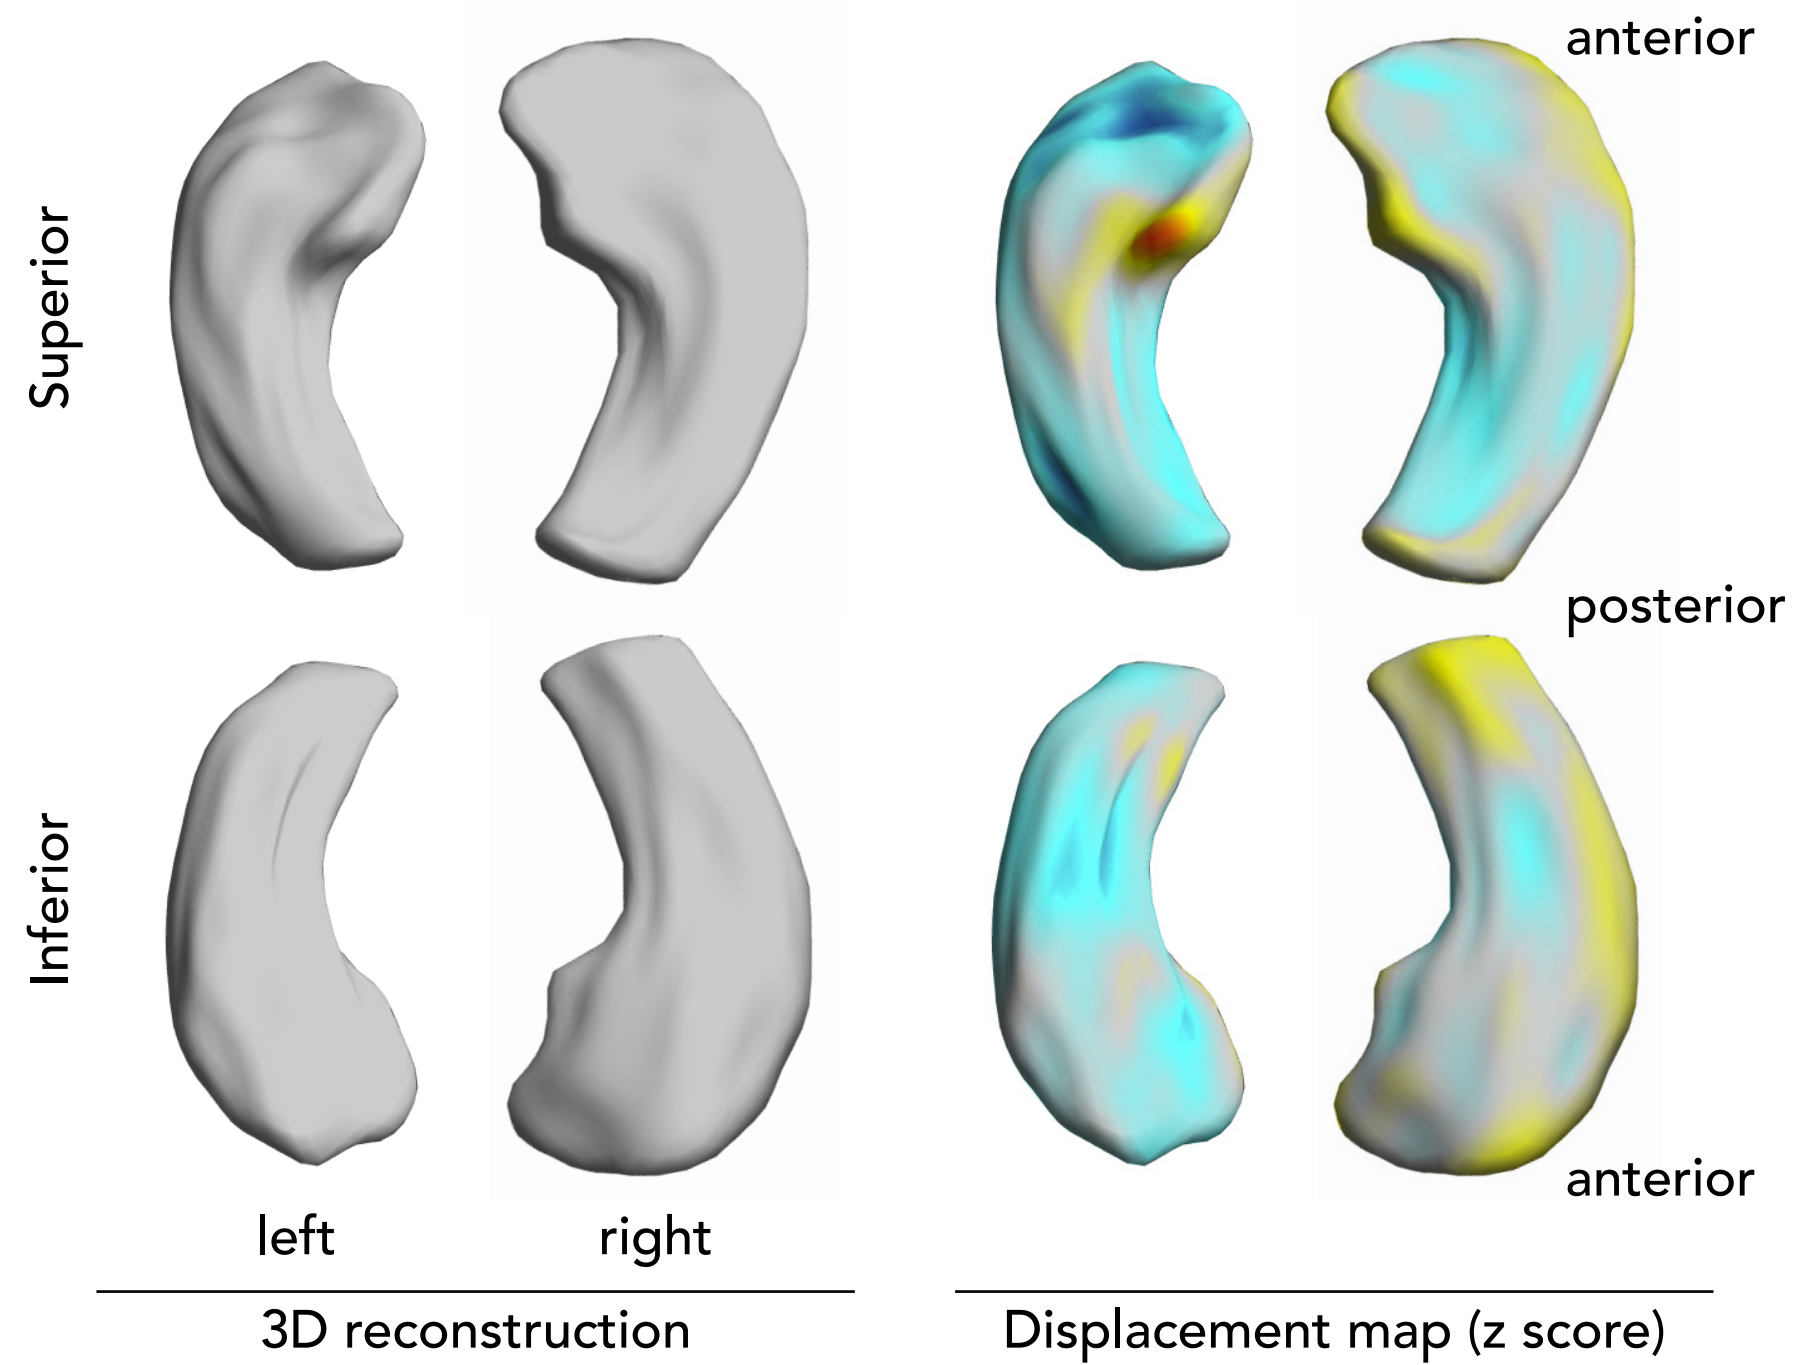 anterior
Superior
posterior
Inferior
anterior
left right
3D reconstruction Displacement map (z score)